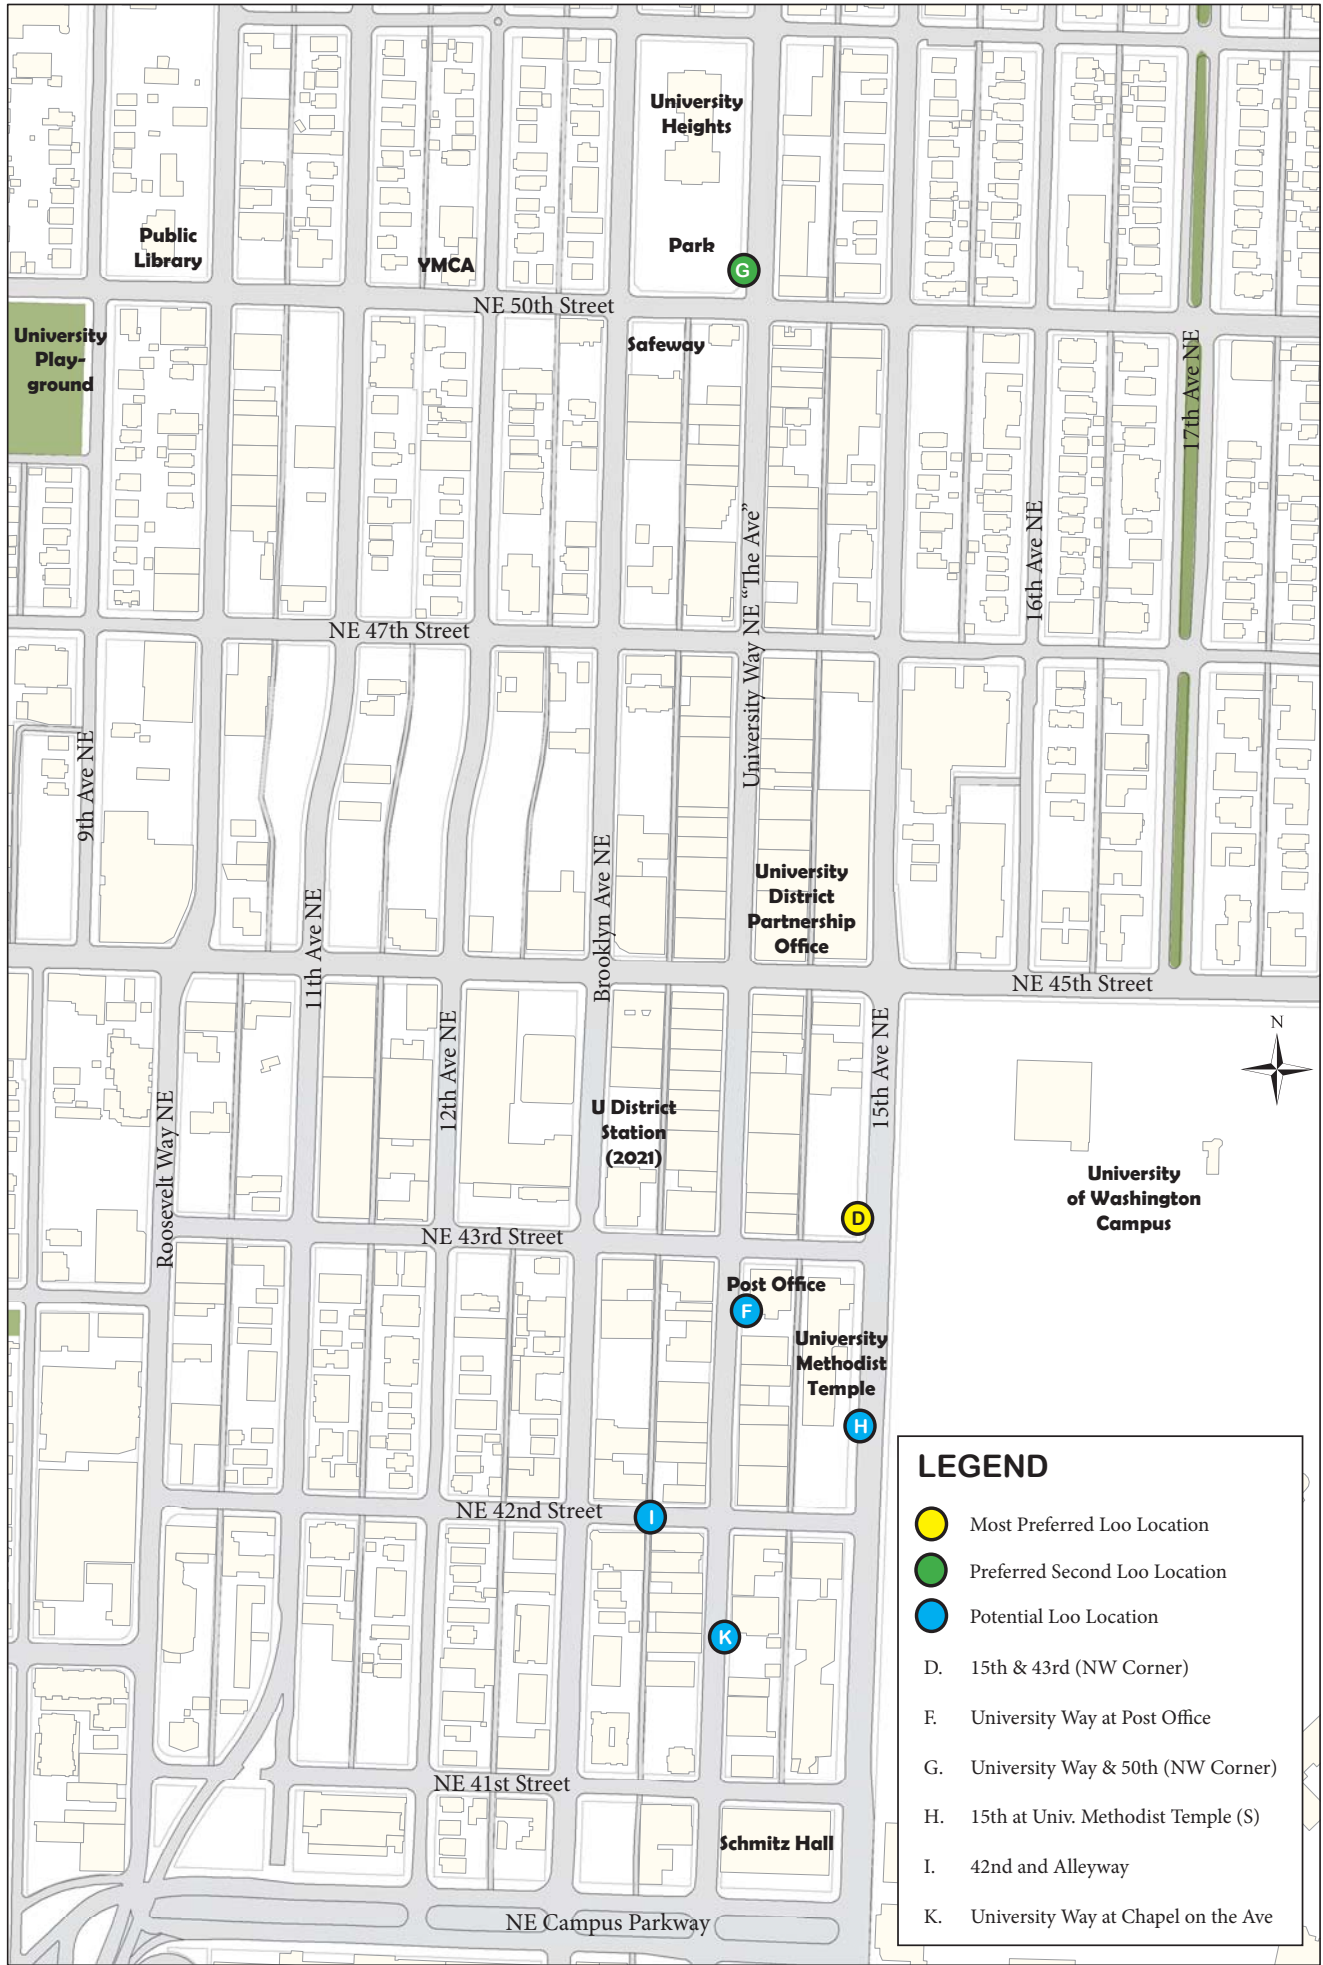 University
Heights
Public
Library
YMCA
Park
G
NE 50th Street
University
Play-
ground
Safeway
17th Ave NE
University Way NE “The Ave”
16th Ave NE
NE 47th Street
9th Ave NE
11th Ave NE
Brooklyn Ave NE
University
District
Partnership
Office
NE 45th Street
12th Ave NE
15th Ave NE
N
Roosevelt Way NE
U District
Station
(2021)
University
of Washington
Campus
D
NE 43rd Street
Post Office
F
University
Methodist
Temple
H
NE 42nd Street
I
K
NE 41st Street
Schmitz Hall
NE Campus Parkway
LEGEND
Most Preferred Loo Location
Preferred Second Loo Location
Potential Loo Location
D. 15th & 43rd (NW Corner)
F. University Way at Post Office
G. University Way & 50th (NW Corner)
H. 15th at Univ. Methodist Temple (S)
I. 42nd and Alleyway
K. University Way at Chapel on the Ave